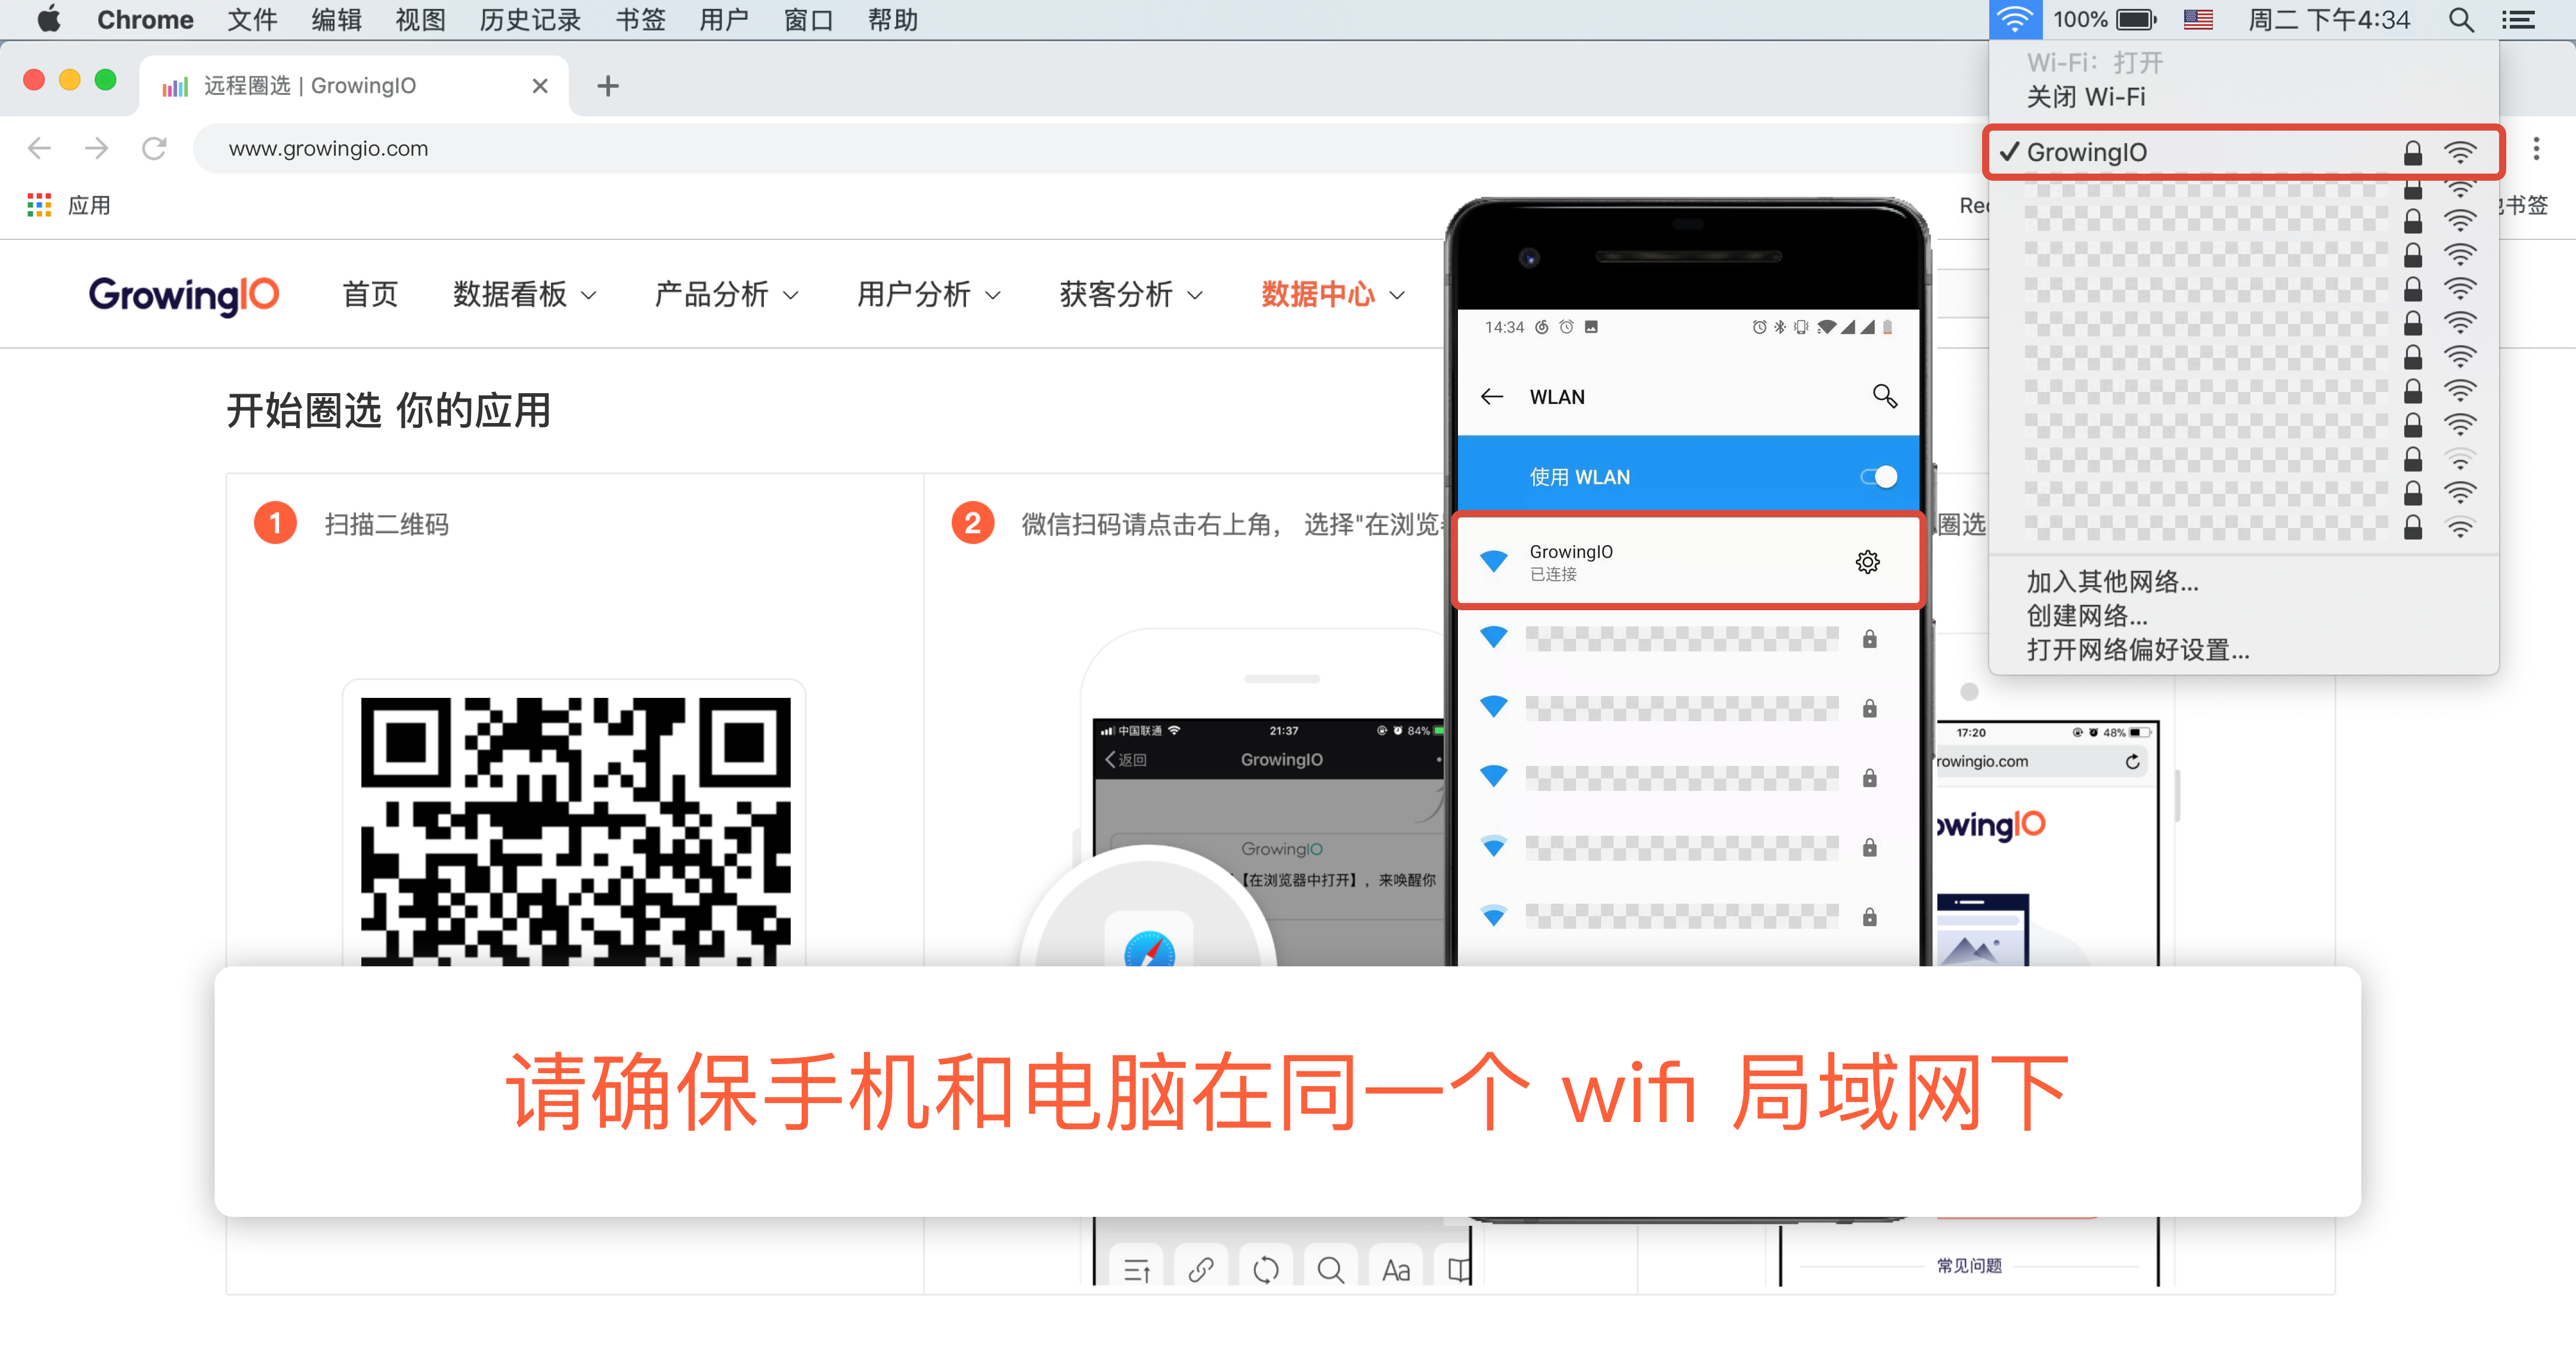 Chrome 文件 编辑 视图 历史记录 书签 用户 窗口 帮助 100% 周二 下午4:34
远程圈选 | GrowingIO
www.growingio.com
应用
书签
Wi-Fi：打开
关闭 Wi-Fi
GrowingIO
加入其他网络...
创建网络...
打开网络偏好设置...
GrowingIO 首页 数据看板 产品分析 用户分析 获客分析 数据中心
开始圈选 你的应用
1 扫描二维码
2 微信扫码请点击右上角， 选择"在浏览
圈选
中国联通 21:37 84%
返回 GrowingIO
GrowingIO
【在浏览器中打开】，来唤醒你
Aa
14:34
WLAN
使用 WLAN
GrowingIO
已连接
17:20 48%
rowingio.com
owingIO
常见问题
请确保手机和电脑在同一个 wifi 局域网下